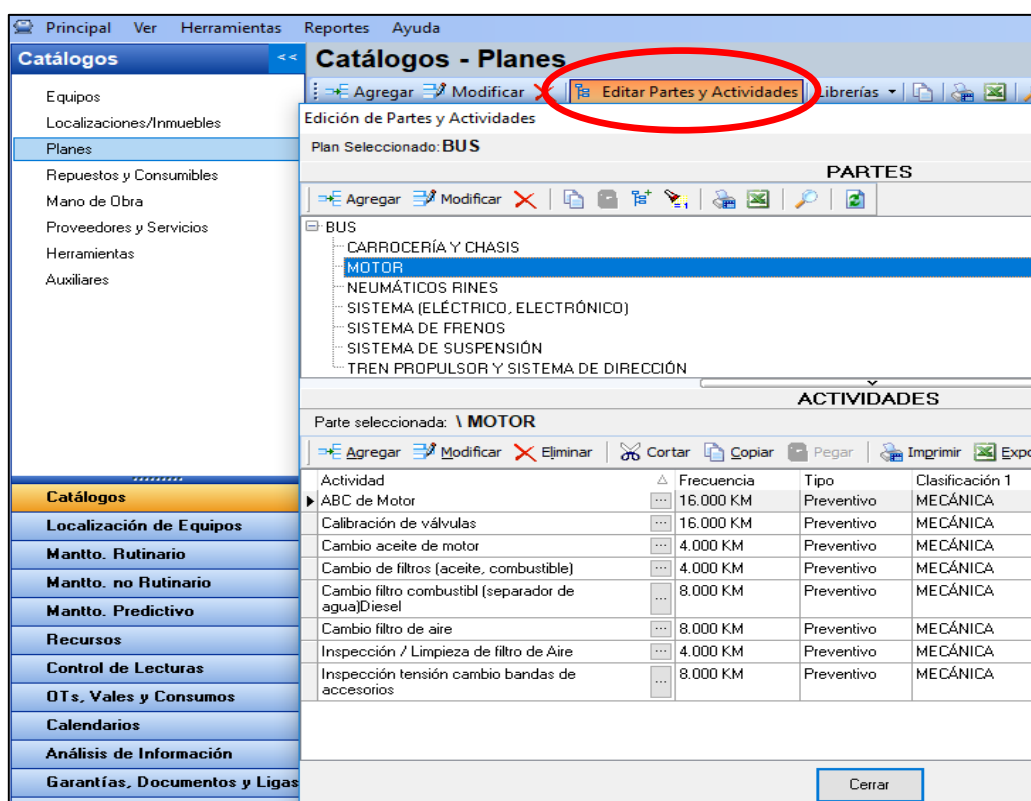 Principal Ver Herramientas Reportes Ayuda
Catálogos <<
Equipos
Localizaciones/Inmuebles
Planes
Repuestos y Consumibles
Mano de Obra
Proveedores y Servicios
Herramientas
Auxiliares
Catálogos
Localización de Equipos
Mantto. Rutinario
Mantto. no Rutinario
Mantto. Predictivo
Recursos
Control de Lecturas
OTs, Vales y Consumos
Calendarios
Análisis de Información
Garantías, Documentos y Ligas
Catálogos - Planes
Agregar Modificar Editar Partes y Actividades Librerías
Edición de Partes y Actividades
Plan Seleccionado: BUS
PARTES
Agregar Modificar
BUS
CARROCERÍA Y CHASIS
MOTOR
NEUMÁTICOS RINES
SISTEMA (ELÉCTRICO, ELECTRÓNICO)
SISTEMA DE FRENOS
SISTEMA DE SUSPENSIÓN
TREN PROPULSOR Y SISTEMA DE DIRECCIÓN
ACTIVIDADES
Parte seleccionada: \ MOTOR
Agregar Modificar Eliminar Cortar Copiar Pegar Imprimir Expo
Actividad Frecuencia Tipo Clasificación 1
ABC de Motor ... 16.000 KM Preventivo MECÁNICA
Calibración de válvulas ... 16.000 KM Preventivo MECÁNICA
Cambio aceite de motor ... 4.000 KM Preventivo MECÁNICA
Cambio de filtros (aceite, combustible) ... 4.000 KM Preventivo MECÁNICA
Cambio filtro combustibl (separador de ... 8.000 KM Preventivo MECÁNICA
agua)Diesel
Cambio filtro de aire ... 8.000 KM Preventivo MECÁNICA
Inspección / Limpieza de filtro de Aire ... 4.000 KM Preventivo MECÁNICA
Inspección tensión cambio bandas de ... 8.000 KM Preventivo MECÁNICA
accesorios
Cerrar